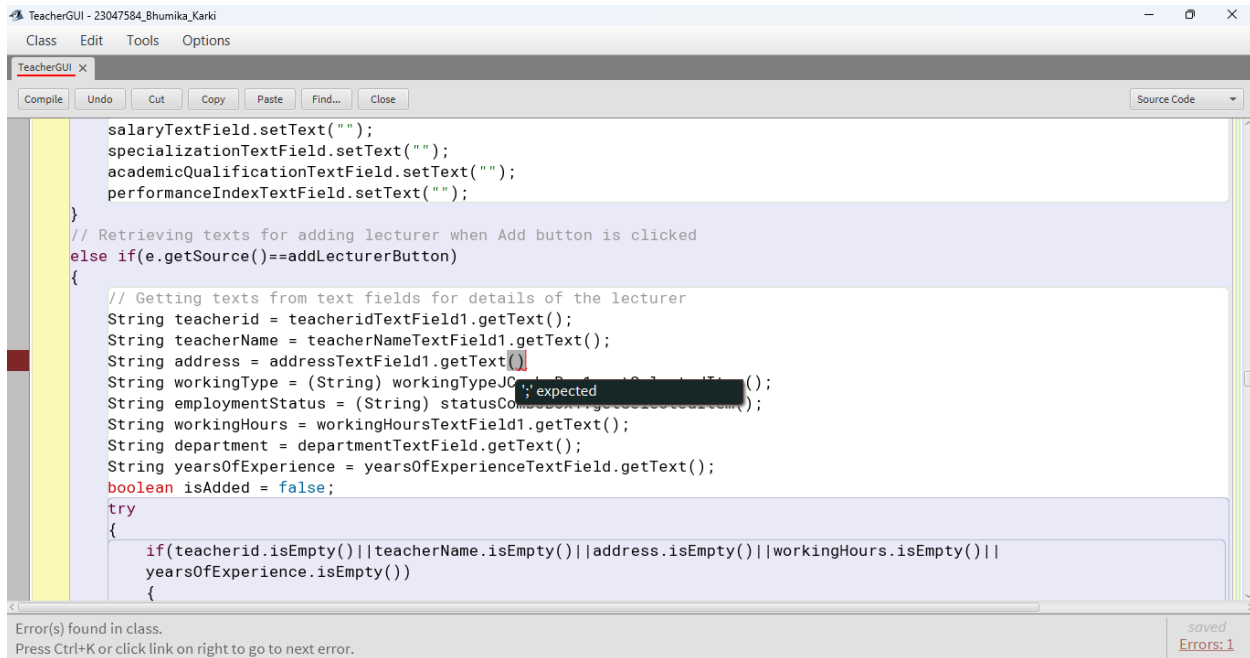 TeacherGUI - 23047584_Bhumika_Karki
Class Edit Tools Options
TeacherGUI
Compile Undo Cut Copy Paste Find... Close Source Code
salaryTextField.setText("");
specializationTextField.setText("");
academicQualificationTextField.setText("");
performanceIndexTextField.setText("");
}
// Retrieving texts for adding lecturer when Add button is clicked
else if(e.getSource()==addLecturerButton)
{
// Getting texts from text fields for details of the lecturer
String teacherid = teacheridTextField1.getText();
String teacherName = teacherNameTextField1.getText();
String address = addressTextField1.getText()
String workingType = (String) workingTypeJC ();
';' expected
String employmentStatus = (String) ();
String workingHours = workingHoursTextField1.getText();
String department = departmentTextField.getText();
String yearsOfExperience = yearsOfExperienceTextField.getText();
boolean isAdded = false;
try
{
if(teacherid.isEmpty()||teacherName.isEmpty()||address.isEmpty()||workingHours.isEmpty()||
yearsOfExperience.isEmpty())
{
Error(s) found in class.
Press Ctrl+K or click link on right to go to next error.
saved
Errors: 1